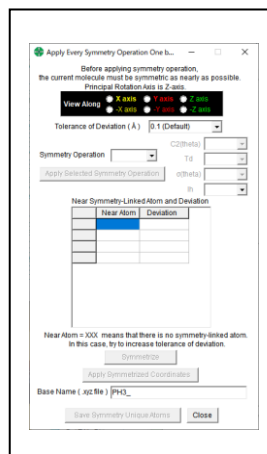 Apply Every Symmetry Operation One b...
Before applying symmetry operation,
the current molecule must be symmetric as nearly as possible.
Principal Rotation Axis is Z-axis.
View Along X axis Y axis Z axis
-X axis -Y axis -Z axis
Tolerance of Deviation (Å) 0.1 (Default)
C2(theta)
Symmetry Operation Td
Apply Selected Symmetry Operation σ(theta)
Ih
Near Symmetry-Linked Atom and Deviation
Near Atom Deviation
Near Atom = XXX means that there is no symmetry-linked atom.
In this case, try to increase tolerance of deviation.
Symmetrize
Apply Symmetrized Coordinates
Base Name (.xyz file) PH3_
Save Symmetry Unique Atoms Close